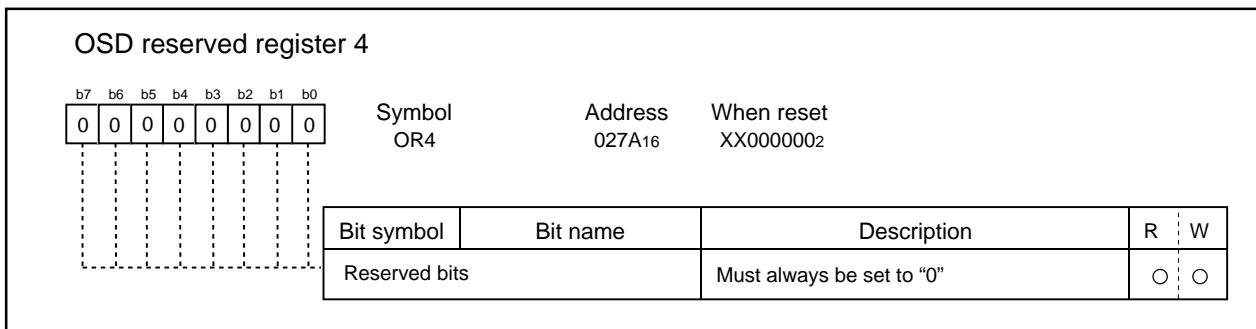 OSD reserved register 4
b7 b6 b5 b4 b3 b2 b1 b0
0 0 0 0 0 0 0 0
Symbol Address When reset
OR4 027A16 XX0000002
Bit symbol Bit name Description R W
Reserved bits Must always be set to “0”